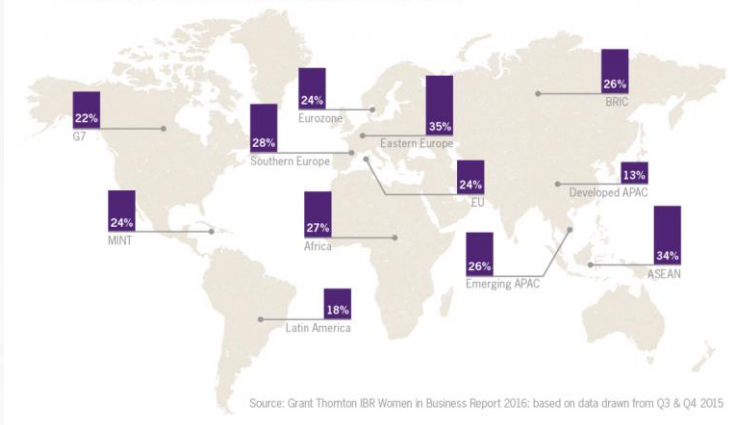 26%
BRIC
24%
Eurozone
22%
G7
35%
Eastern Europe
28%
Southern Europe
13%
Developed APAC
24%
EU
24%
MINT
27%
Africa
34%
ASEAN
26%
Emerging APAC
18%
Latin America
Source: Grant Thornton IBR Women in Business Report 2016: based on data drawn from Q3 & Q4 2015